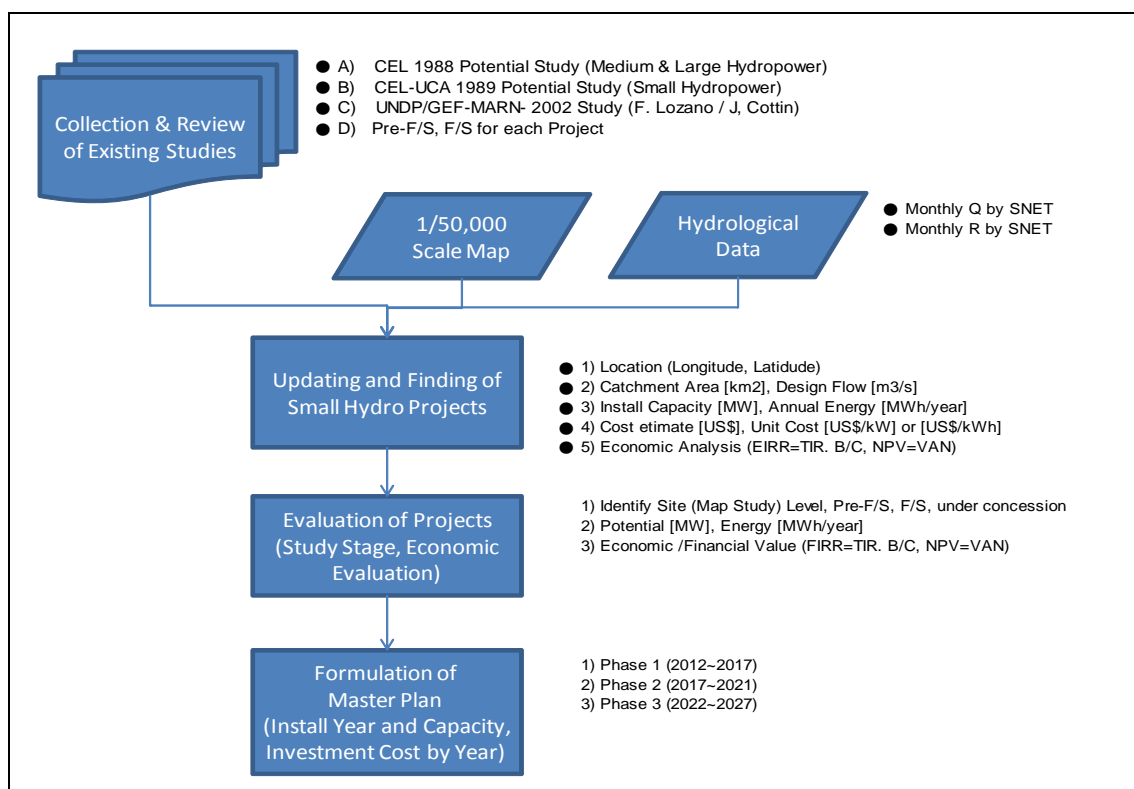 ● A) CEL 1988 Potential Study (Medium & Large Hydropower)
● B) CEL-UCA 1989 Potential Study (Small Hydropower)
● C) UNDP/GEF-MARN- 2002 Study (F. Lozano / J, Cottin)
● D) Pre-F/S, F/S for each Project
Collection & Review
of Existing Studies
1/50,000
Scale Map
Hydrological
Data
● Monthly Q by SNET
● Monthly R by SNET
Updating and Finding of
Small Hydro Projects
● 1) Location (Longitude, Latidude)
● 2) Catchment Area [km2], Design Flow [m3/s]
● 3) Install Capacity [MW], Annual Energy [MWh/year]
● 4) Cost etimate [US$], Unit Cost [US$/kW] or [US$/kWh]
● 5) Economic Analysis (EIRR=TIR. B/C, NPV=VAN)
Evaluation of Projects
(Study Stage, Economic
Evaluation)
1) Identify Site (Map Study) Level, Pre-F/S, F/S, under concession
2) Potential [MW], Energy [MWh/year]
3) Economic /Financial Value (FIRR=TIR. B/C, NPV=VAN)
Formulation of
Master Plan
(Install Year and Capacity,
Investment Cost by Year)
1) Phase 1 (2012~2017)
2) Phase 2 (2017~2021)
3) Phase 3 (2022~2027)